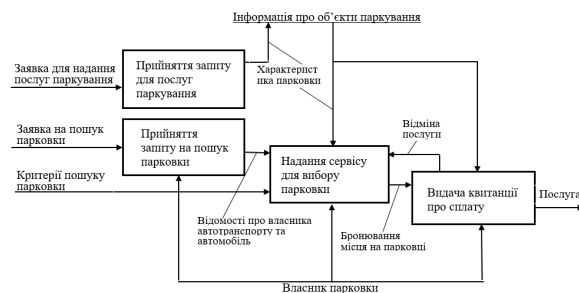 Інформація про об’єкти паркування
Заявка для надання
послуг паркування
Прийняття запиту
для послуг
паркування
Характерист
ика парковки
Заявка на пошук
парковки
Прийняття
запиту на пошук
парковки
Критерії пошуку
парковки
Надання сервісу
для вибору
парковки
Відміна
послуги
Видача квитанції
про сплату
Послуга
Відомості про власника
автотранспорту та
автомобіль
Бронювання
місця на парковці
Власник парковки